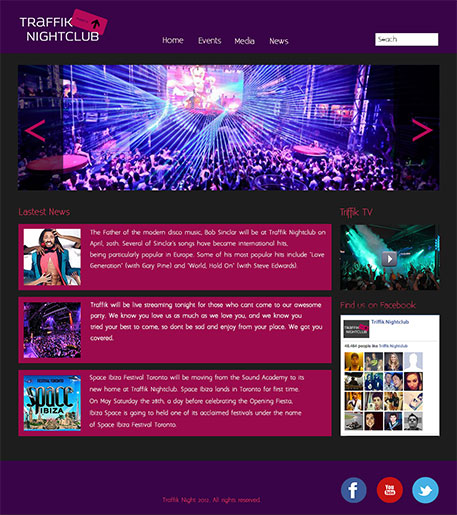 TRAFFIK
NIGHTCLUB
Home Events Media News
Lastest News
The Father of the modern disco music, Bob Sinclar will be at Traffik Nightclub on
April, 20th. Several of Sinclar's songs have become international hits,
being particularly popular in Europe. Some of his most popular hits include "Love
Generation" (with Gary Pine) and "World, Hold On" (with Steve Edwards).
Traffik will be live streaming tonight for those who cant come to our awesome
party. We know you love us as much as we love you, and we know you
tried your best to come, so dont be sad and enjoy from your place. We got you
covered.
SPACE
IBIZA
Space Ibiza Festival Toronto will be moving from the Sound Academy to its
new home at Traffik Nightclub. Space Ibiza lands in Toronto for first time.
On May Saturday the 28th, a day before celebrating the Opening Fiesta,
Ibiza Space is going to held one of its acclaimed festivals under the name
of Space Ibiza Festival Toronto.
Traffik TV
Find us on Facebook
Traffik Nightclub
people like Traffik Nightclub
Traffik Night 2012, All rights reserved.
You
Tube